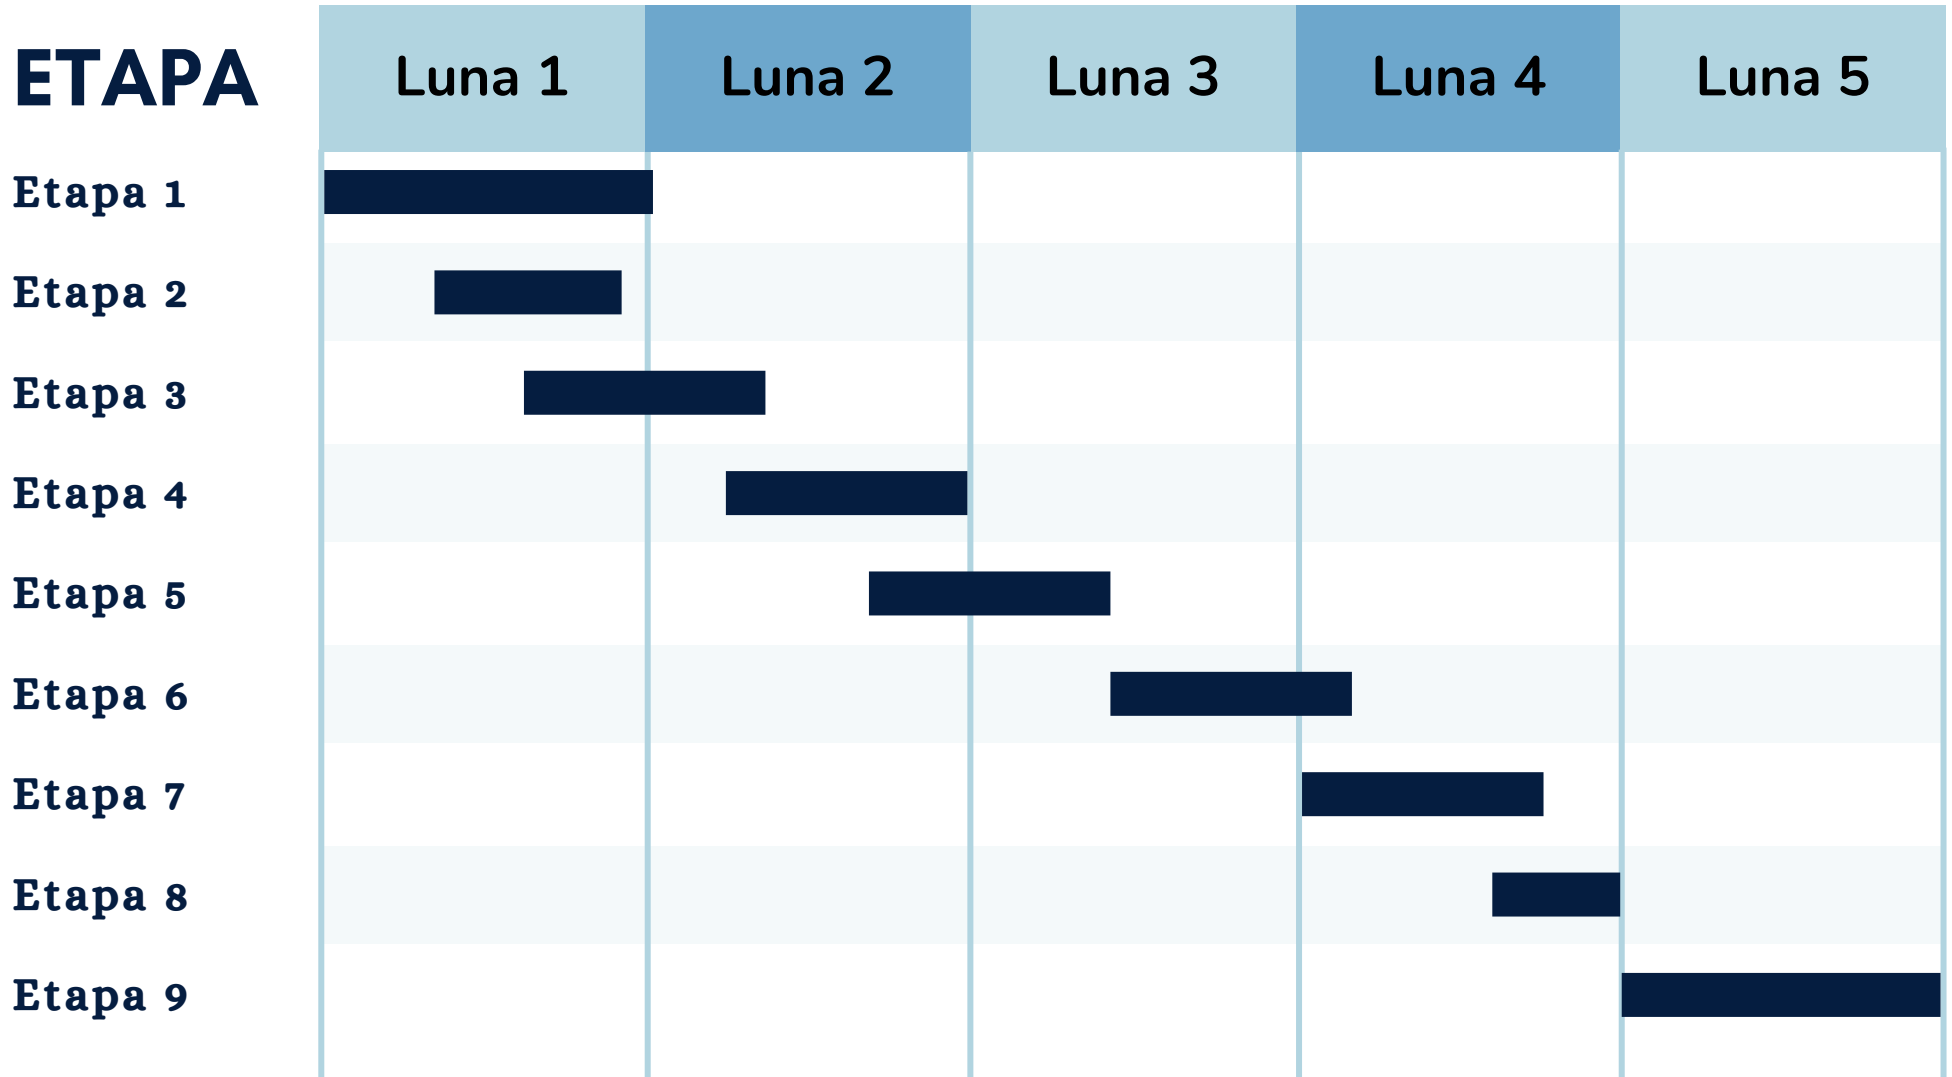 ETAPA Luna 1 Luna 2 Luna 3 Luna 4 Luna 5
Etapa 1
Etapa 2
Etapa 3
Etapa 4
Etapa 5
Etapa 6
Etapa 7
Etapa 8
Etapa 9